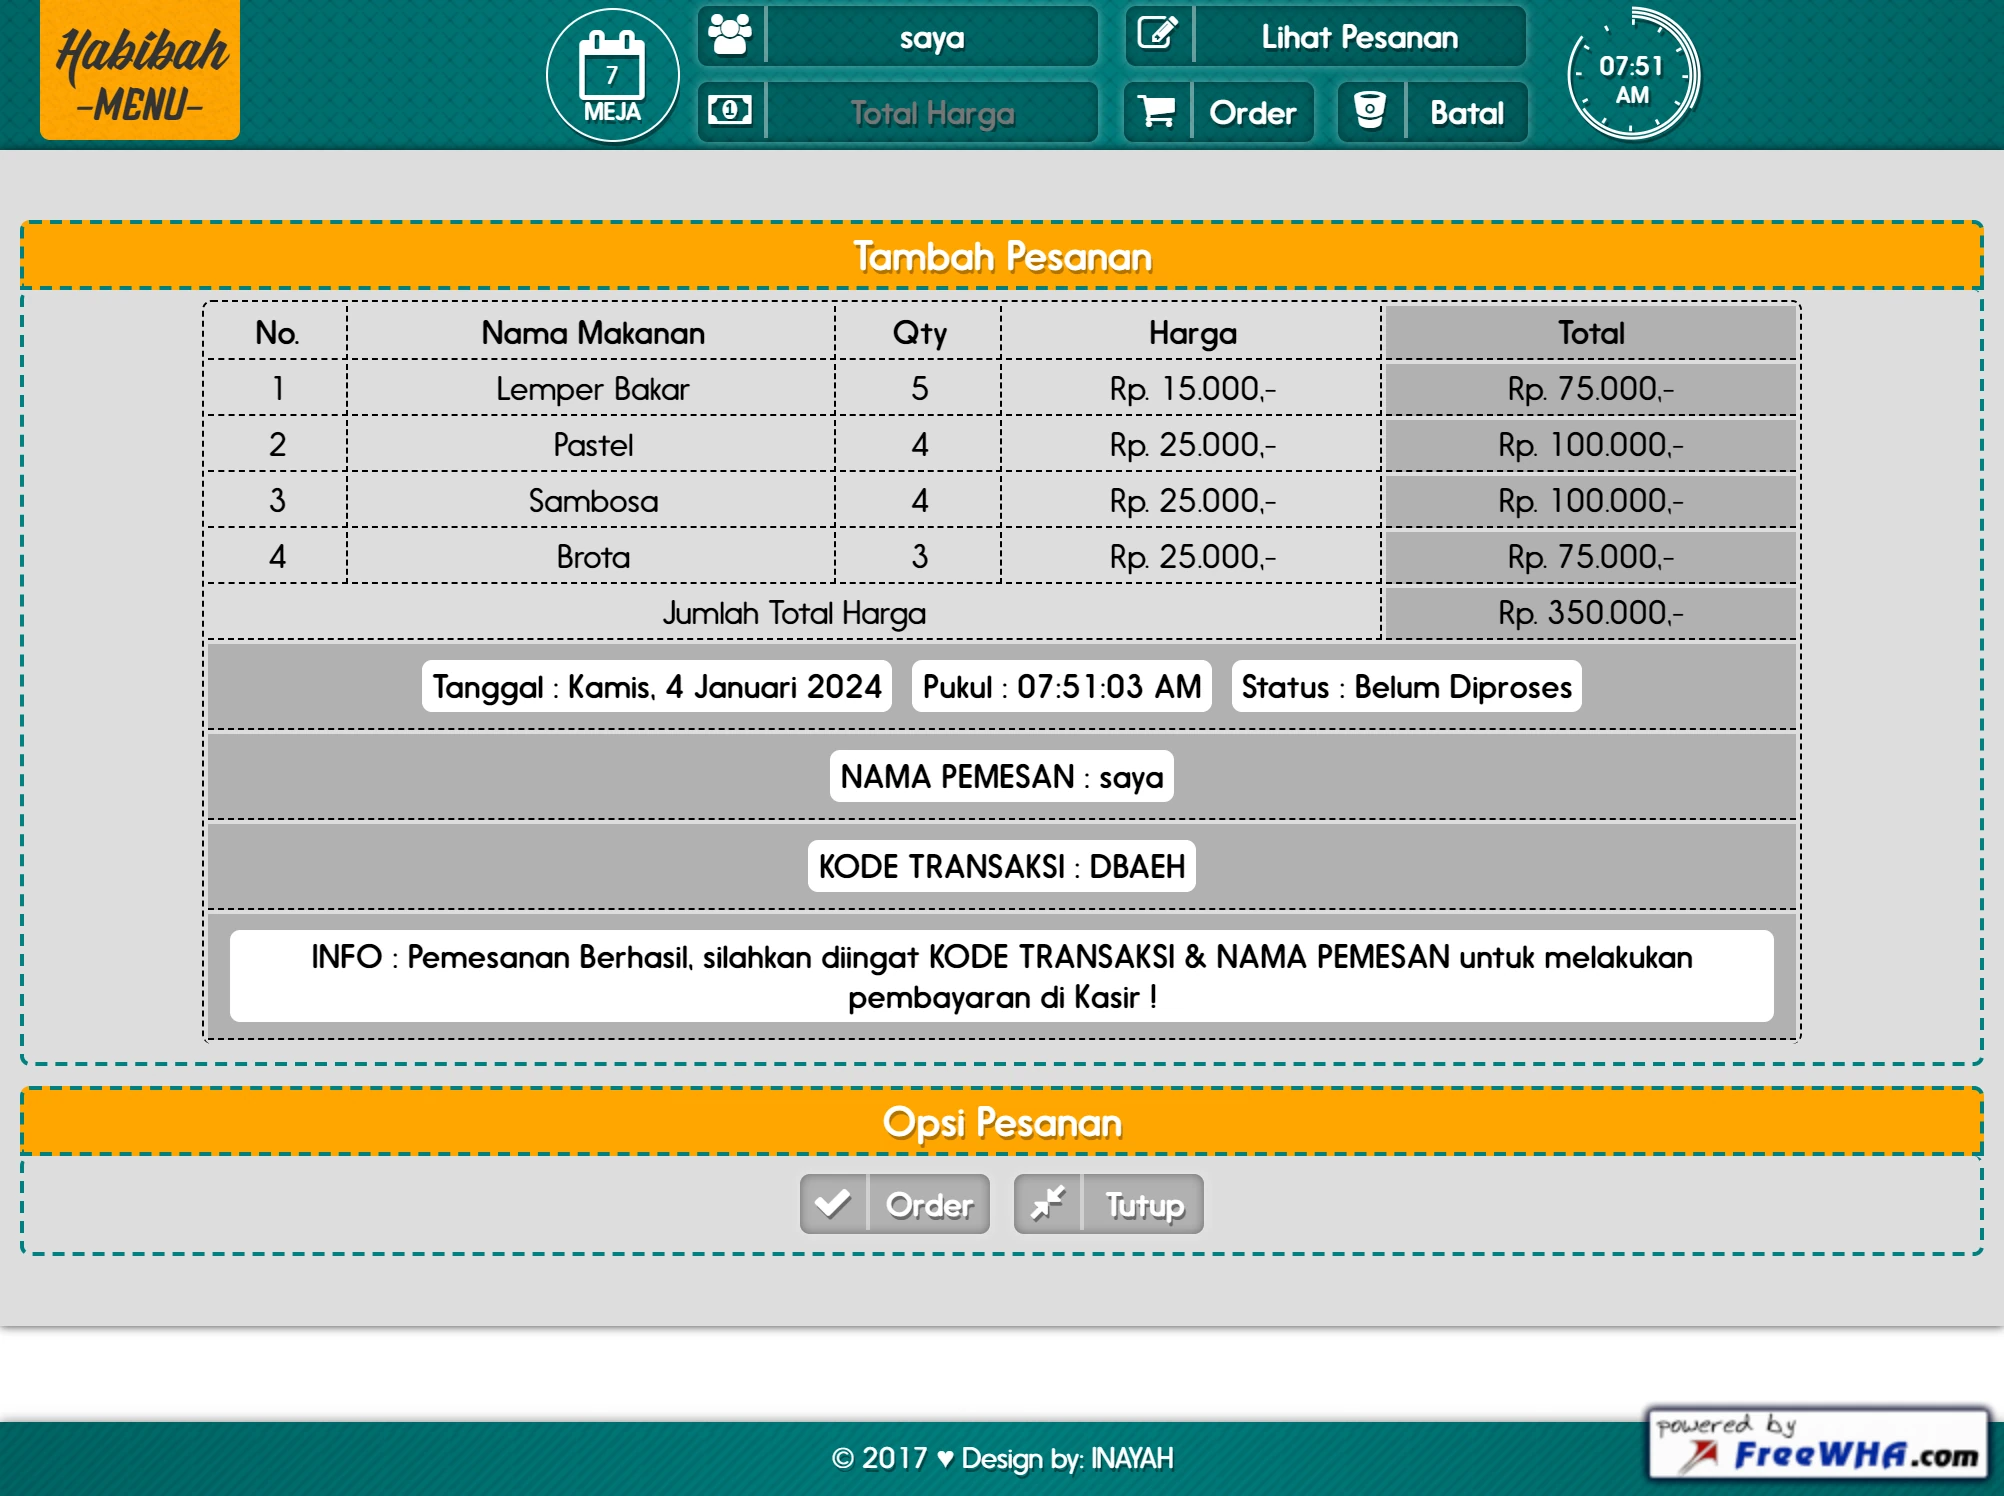 Habibah
-MENU-
7
MEJA
saya
Lihat Pesanan
Total Harga
Order
Batal
07:51
AM
Tambah Pesanan
No. Nama Makanan Qty Harga Total
1 Lemper Bakar 5 Rp. 15.000,- Rp. 75.000,-
2 Pastel 4 Rp. 25.000,- Rp. 100.000,-
3 Sambosa 4 Rp. 25.000,- Rp. 100.000,-
4 Brota 3 Rp. 25.000,- Rp. 75.000,-
Jumlah Total Harga Rp. 350.000,-
Tanggal : Kamis, 4 Januari 2024 Pukul : 07:51:03 AM Status : Belum Diproses
NAMA PEMESAN : saya
KODE TRANSAKSI : DBAEH
INFO : Pemesanan Berhasil, silahkan diingat KODE TRANSAKSI & NAMA PEMESAN untuk melakukan
pembayaran di Kasir !
Opsi Pesanan
Order Tutup
© 2017 ♥ Design by: INAYAH
powered by
FreeWHA.com